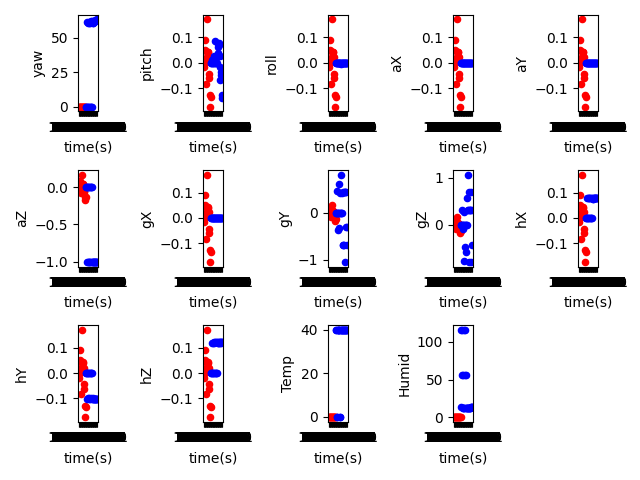 yaw 50 25 0 time(s)
pitch 0.1 0.0 −0.1 time(s)
roll 0.1 0.0 −0.1 time(s)
aX 0.1 0.0 −0.1 time(s)
aY 0.1 0.0 −0.1 time(s)
aZ 0.0 −0.5 −1.0 time(s)
gX 0.1 0.0 −0.1 time(s)
gY 0 −1 time(s)
gZ 1 0 time(s)
hX 0.1 0.0 −0.1 time(s)
hY 0.1 0.0 −0.1 time(s)
hZ 0.1 0.0 −0.1 time(s)
Temp 40 20 0 time(s)
Humid 100 50 0 time(s)